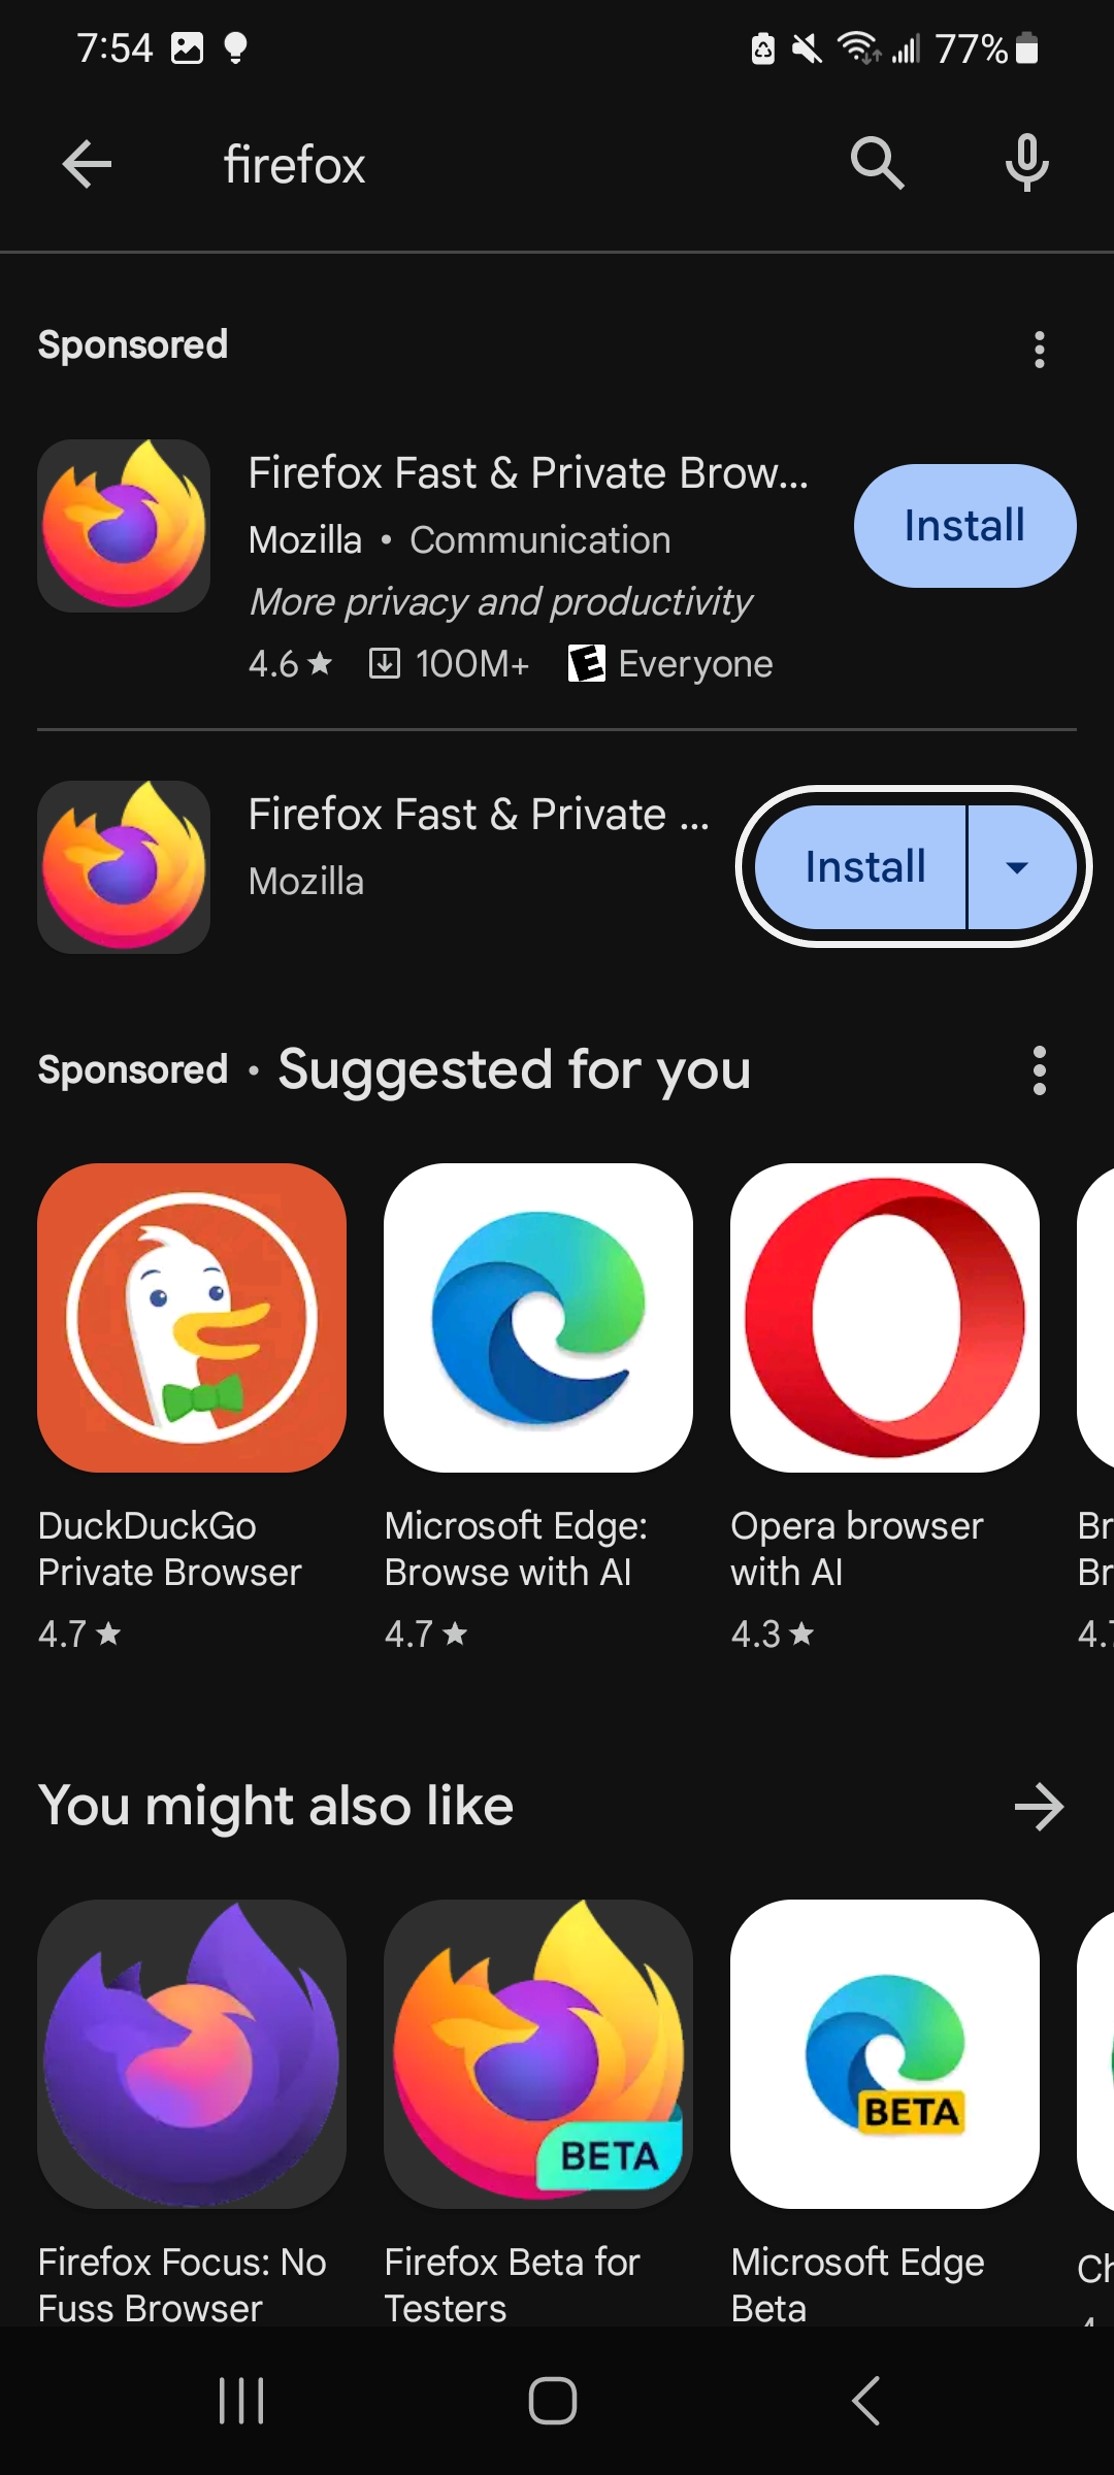 7:54 77%
firefox
Sponsored
Firefox Fast & Private Brow...
Mozilla • Communication
More privacy and productivity
4.6★ 100M+ E Everyone
Install
Firefox Fast & Private ...
Mozilla
Install
Sponsored • Suggested for you
DuckDuckGo
Private Browser
4.7★
Microsoft Edge:
Browse with AI
4.7★
Opera browser
with AI
4.3★
Br
Br
4.
You might also like
BETA
BETA
Firefox Focus: No
Fuss Browser
Firefox Beta for
Testers
Microsoft Edge
Beta
Ch